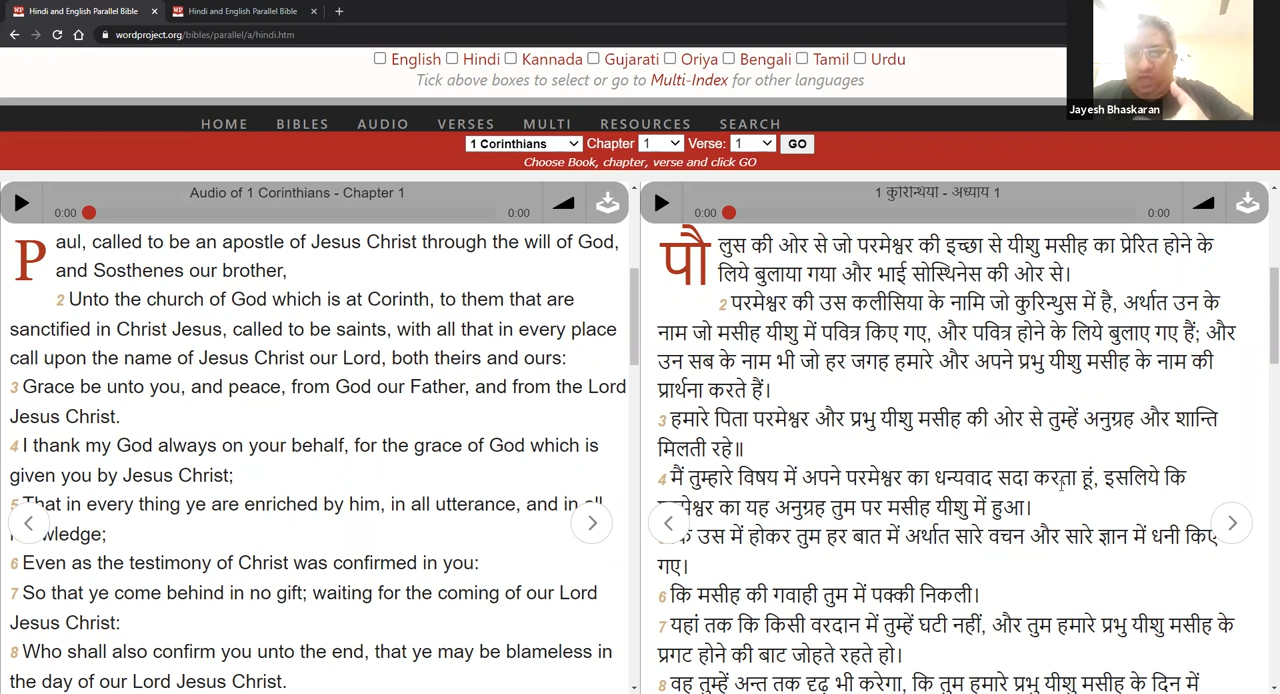 Hindi and English Parallel Bible
Hindi and English Parallel Bible
wordproject.org/bibles/parallel/a/hindi.htm
English Hindi Kannada Gujarati Oriya Bengali Tamil Urdu
Tick above boxes to select or go to Multi-Index for other languages
Jayesh Bhaskaran
HOME BIBLES AUDIO VERSES MULTI RESOURCES SEARCH
1 Corinthians Chapter 1 Verse: 1 GO
Choose Book, chapter, verse and click GO
Audio of 1 Corinthians - Chapter 1
0:00 0:00
Paul, called to be an apostle of Jesus Christ through the will of God,
and Sosthenes our brother,
2 Unto the church of God which is at Corinth, to them that are
sanctified in Christ Jesus, called to be saints, with all that in every place
call upon the name of Jesus Christ our Lord, both theirs and ours:
3 Grace be unto you, and peace, from God our Father, and from the Lord
Jesus Christ.
4 I thank my God always on your behalf, for the grace of God which is
given you by Jesus Christ;
5 That in every thing ye are enriched by him, in all utterance, and in all
knowledge;
6 Even as the testimony of Christ was confirmed in you:
7 So that ye come behind in no gift; waiting for the coming of our Lord
Jesus Christ:
8 Who shall also confirm you unto the end, that ye may be blameless in
the day of our Lord Jesus Christ.
1 कुरिन्थियों - अध्याय 1
0:00 0:00
पौलुस की ओर से जो परमेश्वर की इच्छा से यीशु मसीह का प्रेरित होने के
लिये बुलाया गया और भाई सोस्थिनेस की ओर से।
2 परमेश्वर की उस कलीसिया के नामि जो कुरिन्थुस में है, अर्थात उन के
नाम जो मसीह यीशु में पवित्र किए गए, और पवित्र होने के लिये बुलाए गए हैं; और
उन सब के नाम भी जो हर जगह हमारे और अपने प्रभु यीशु मसीह के नाम की
प्रार्थना करते हैं।
3 हमारे पिता परमेश्वर और प्रभु यीशु मसीह की ओर से तुम्हें अनुग्रह और शान्ति
मिलती रहे॥
4 मैं तुम्हारे विषय में अपने परमेश्वर का धन्यवाद सदा करता हूं, इसलिये कि
परमेश्वर का यह अनुग्रह तुम पर मसीह यीशु में हुआ।
उस में होकर तुम हर बात में अर्थात सारे वचन और सारे ज्ञान में धनी किए
गए।
6 कि मसीह की गवाही तुम में पक्की निकली।
7 यहां तक कि किसी वरदान में तुम्हें घटी नहीं, और तुम हमारे प्रभु यीशु मसीह के
प्रगट होने की बाट जोहते रहते हो।
8 वह तुम्हें अन्त तक दृढ़ भी करेगा, कि तुम हमारे प्रभु यीशु मसीह के दिन में